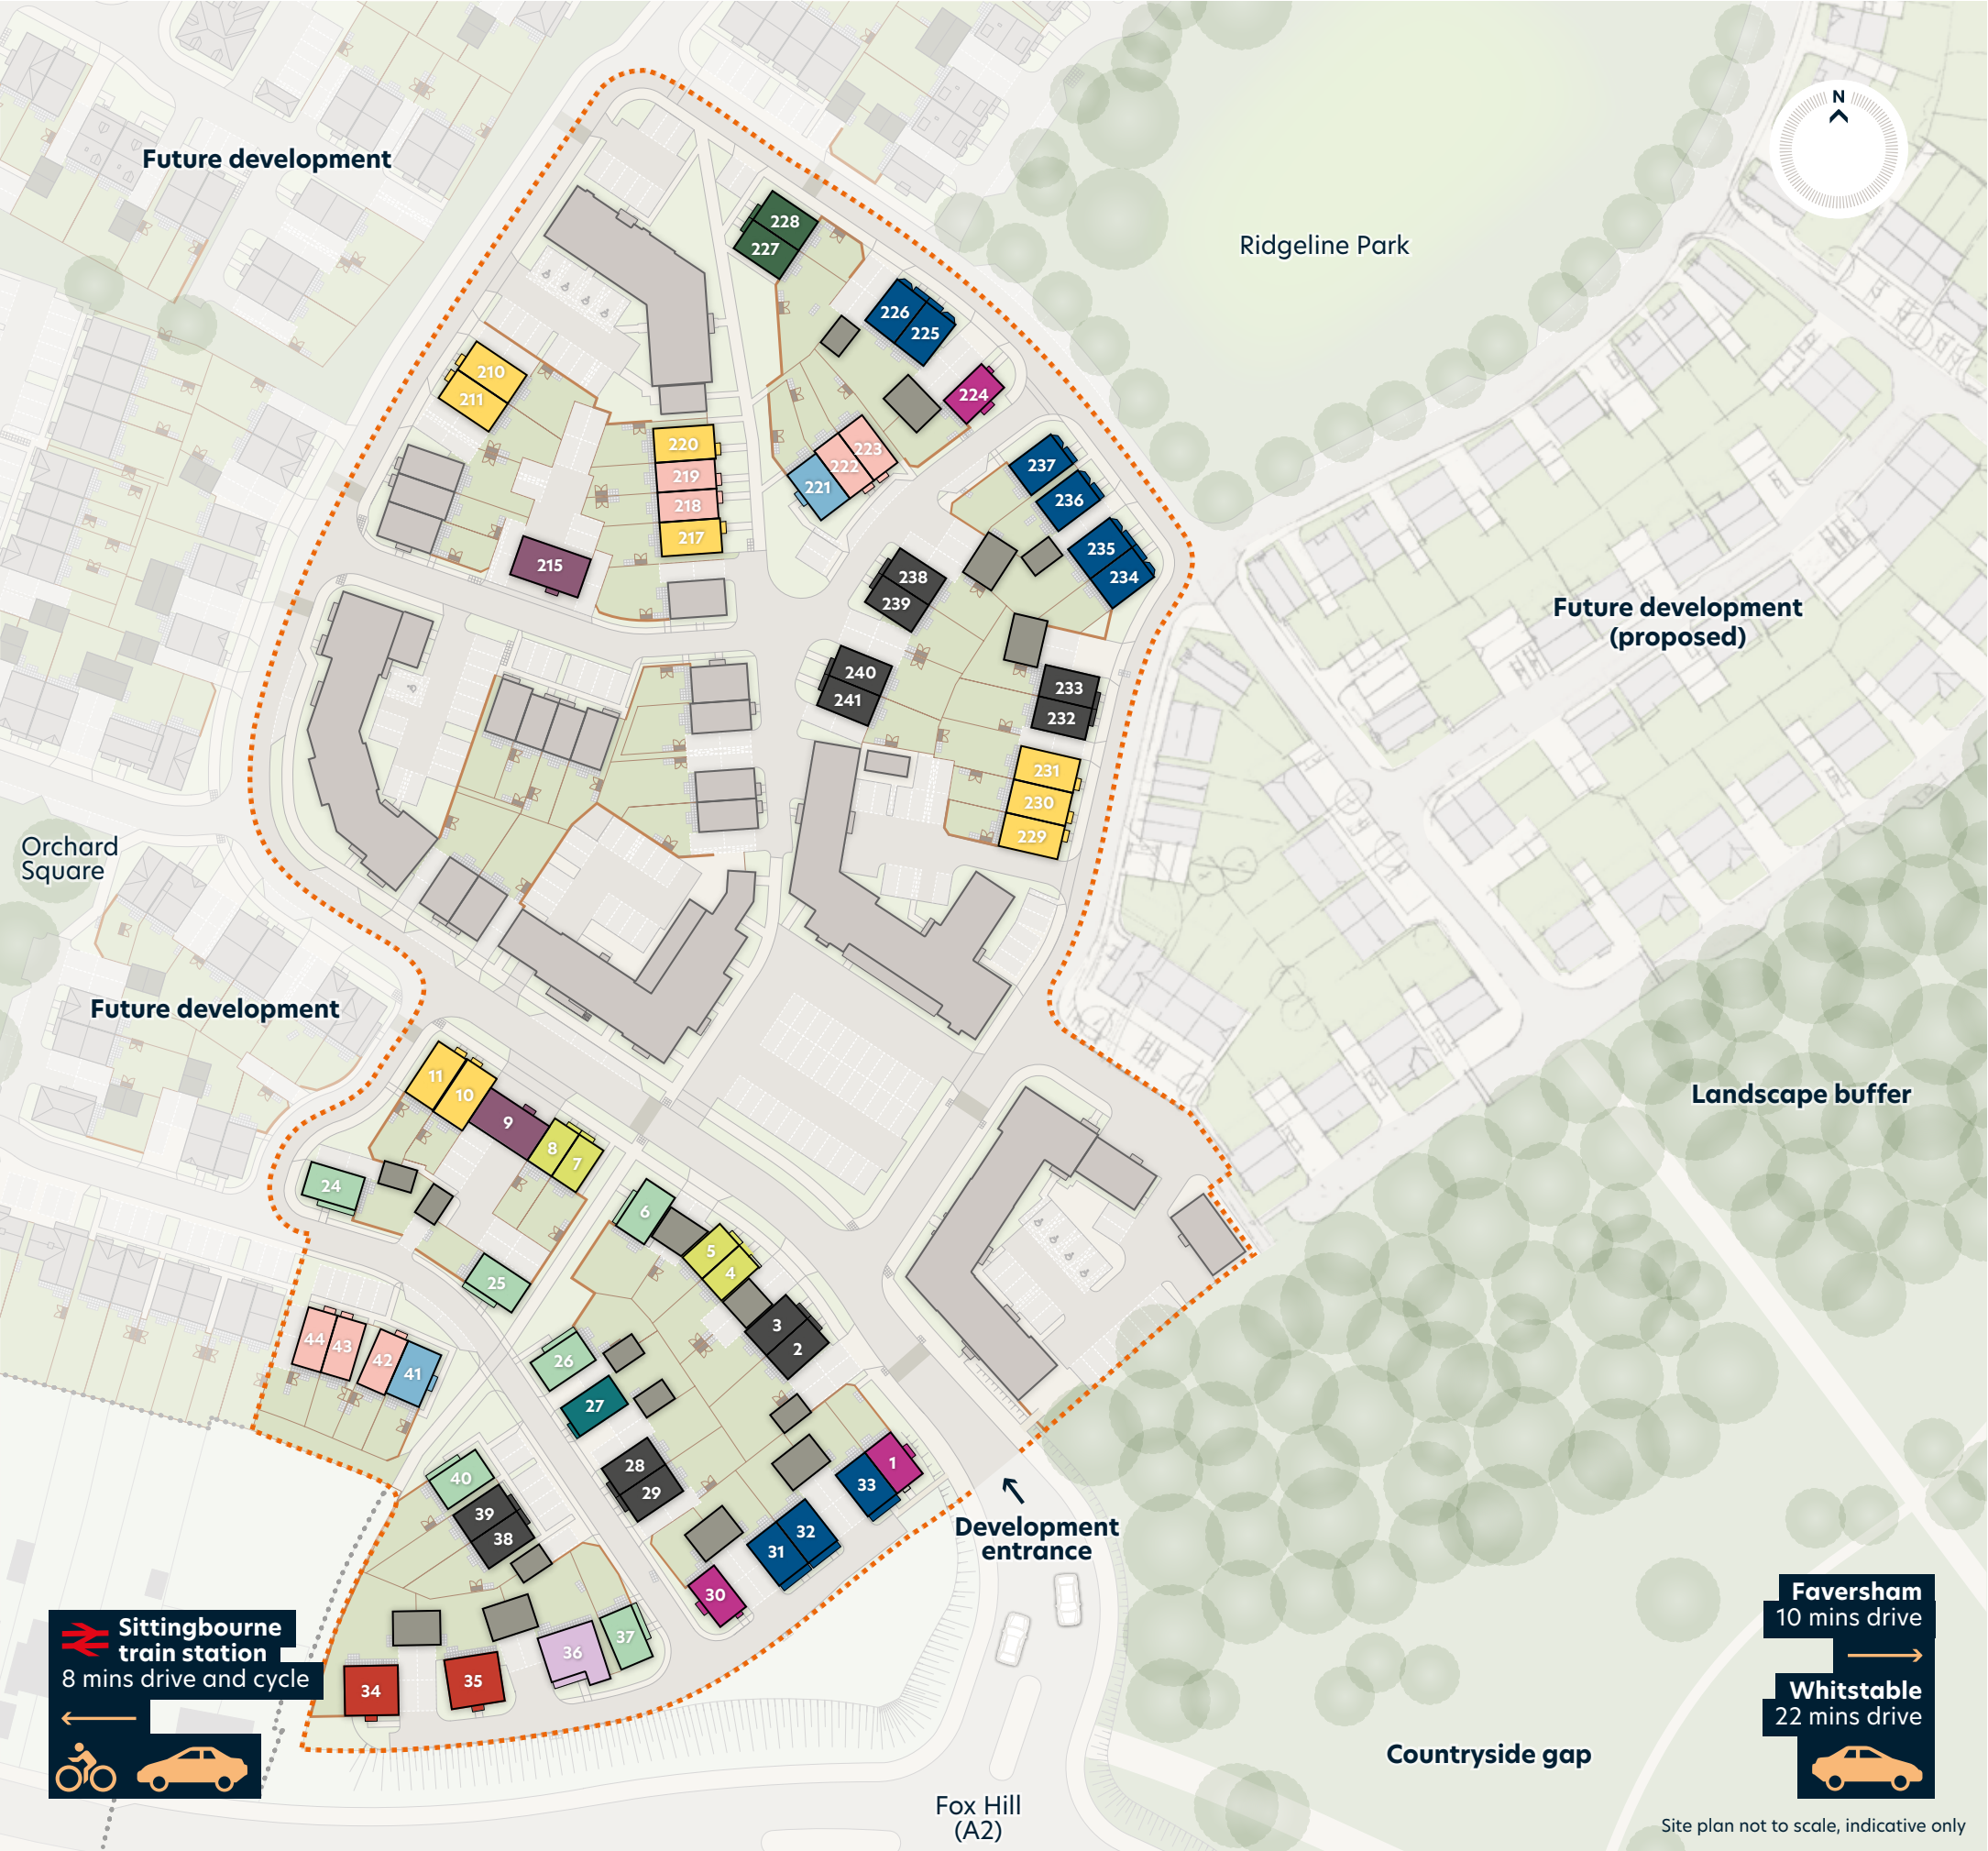 N
Future development
Ridgeline Park
228
227
226
225
224
210
211
220
219
218
217
223
222
221
215
237
236
235
234
238
239
240
241
233
232
231
230
229
Future development
(proposed)
Orchard
Square
Future development
Landscape buffer
11
10
9
8
7
24
25
6
5
4
3
2
44
43
42
41
26
27
28
29
40
39
38
1
33
32
31
30
34
35
36
37
Development
entrance
Sittingbourne
train station
8 mins drive and cycle
Faversham
10 mins drive
Whitstable
22 mins drive
Countryside gap
Fox Hill
(A2)
Site plan not to scale, indicative only